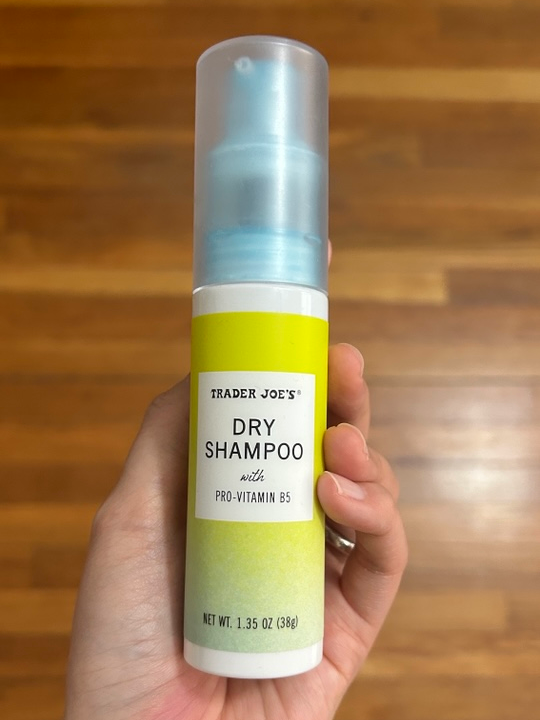 TRADER JOE'S®
DRY
SHAMPOO
with
PRO-VITAMIN B5
NET WT. 1.35 OZ (38g)